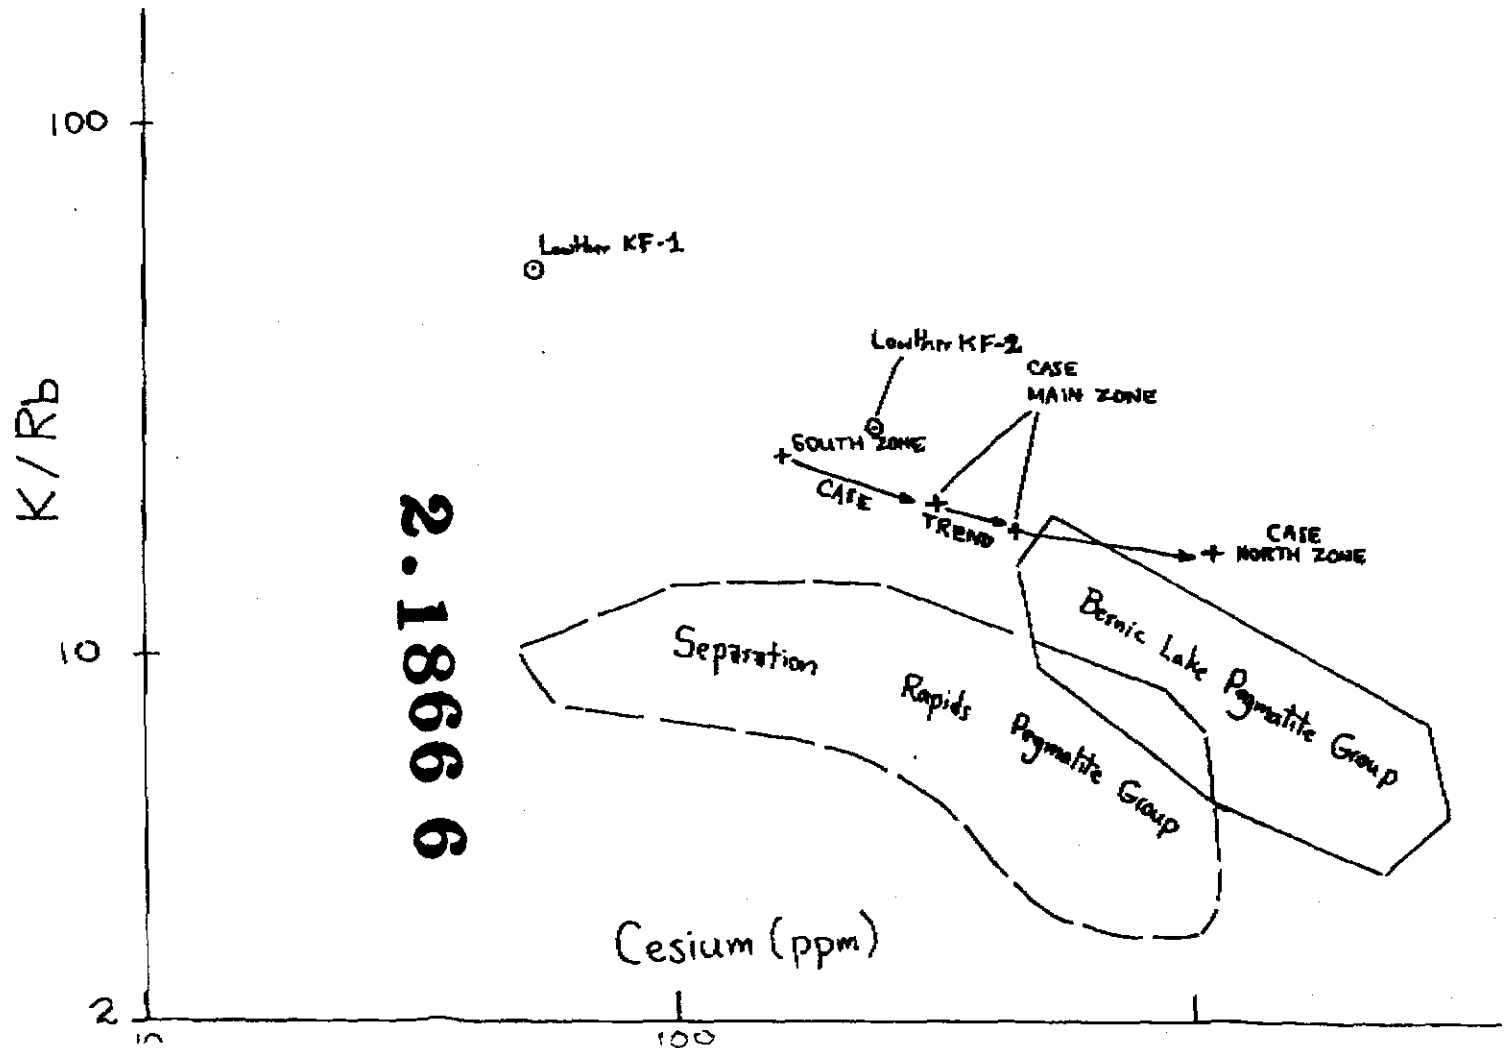 100
Lowther KF-1
Lowther KF-2
CASE
MAIN ZONE
SOUTH ZONE
CASE
TREND
CASE
NORTH ZONE
K/Rb
2.18666
10
Bernic Lake Pegmatite Group
Separation Rapids Pegmatite Group
Cesium (ppm)
2
10
100